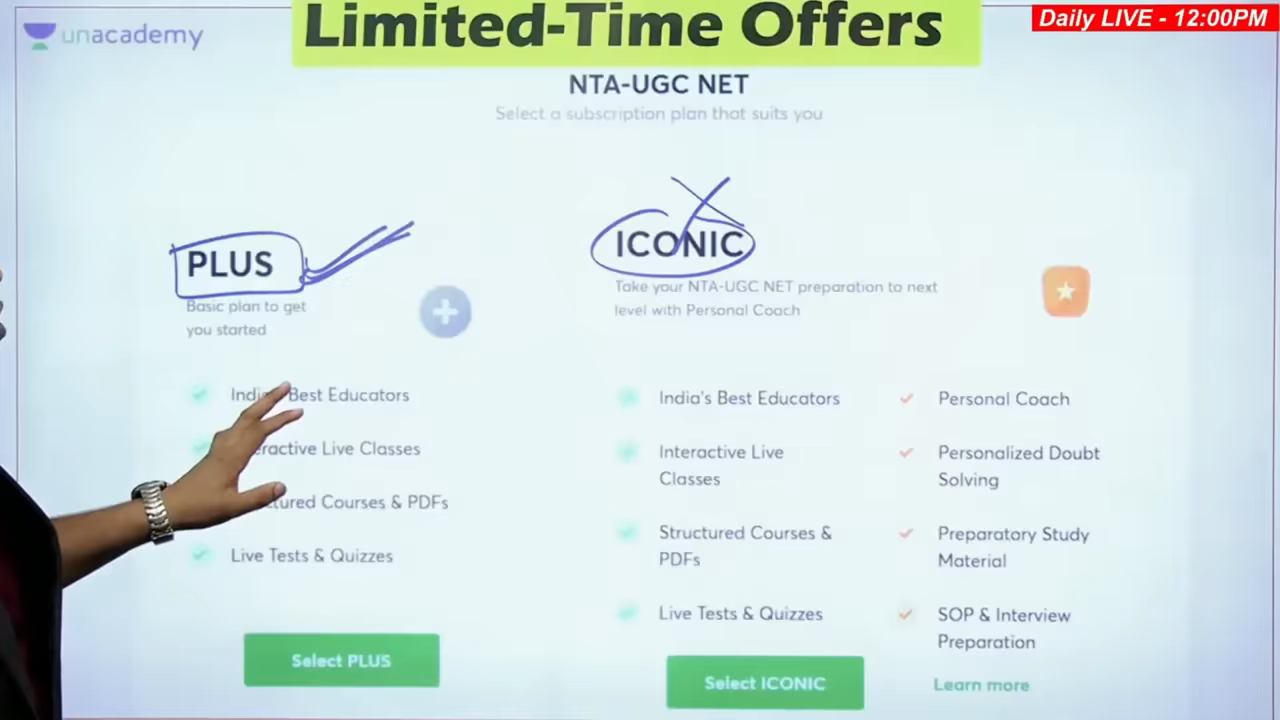 unacademy
Limited-Time Offers
Daily LIVE - 12:00PM
NTA-UGC NET
Select a subscription plan that suits you
PLUS
Basic plan to get
you started
Best Educators
Interactive Live Classes
Structured Courses & PDFs
Live Tests & Quizzes
Select PLUS
ICONIC
Take your NTA-UGC NET preparation to next
level with Personal Coach
India's Best Educators
Interactive Live
Classes
Structured Courses &
PDFs
Live Tests & Quizzes
Personal Coach
Personalized Doubt
Solving
Preparatory Study
Material
SOP & Interview
Preparation
Select ICONIC
Learn more